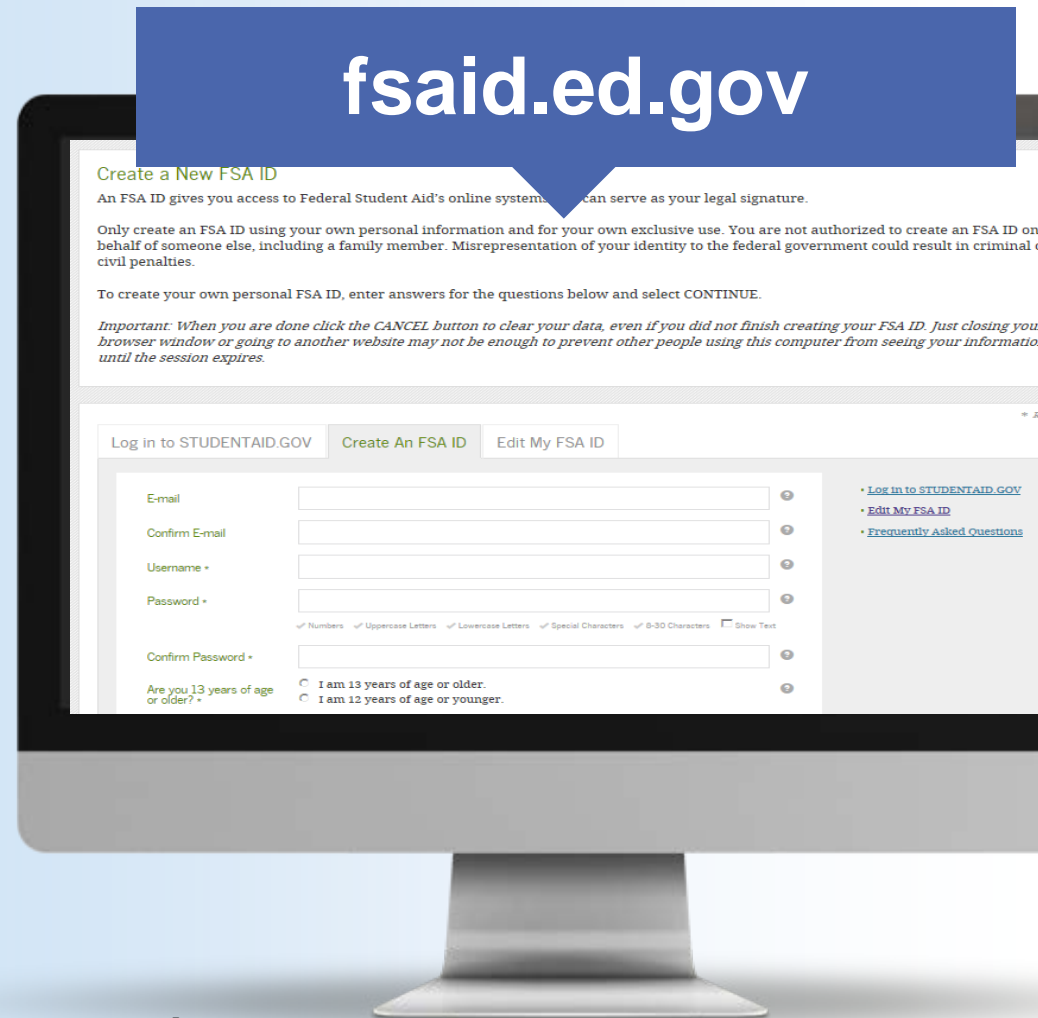 fsaid.ed.gov
Create a New FSA ID
An FSA ID gives you access to Federal Student Aid's online systems can serve as your legal signature.
Only create an FSA ID using your own personal information and for your own exclusive use. You are not authorized to create an FSA ID on
behalf of someone else, including a family member. Misrepresentation of your identity to the federal government could result in criminal
civil penalties.
To create your own personal FSA ID, enter answers for the questions below and select CONTINUE.
Important: When you are done click the CANCEL button to clear your data, even if you did not finish creating your FSA ID. Just closing
browser window or going to another website may not be enough to prevent other people using this computer from seeing your
until the session expires.
Log in to STUDENTAID.GOV Create An FSA ID Edit My FSA ID
E-mail
Confirm E-mail
Username *
Password *
Numbers Uppercase Letters Lowercase Letters Special Characters 8-30 Characters Show Text
Confirm Password *
Are you 13 years of age
or older? *
I am 13 years of age or older.
I am 12 years of age or younger.
• Log in to STUDENTAID.GOV
• Edit My FSA ID
• Frequently Asked Questions